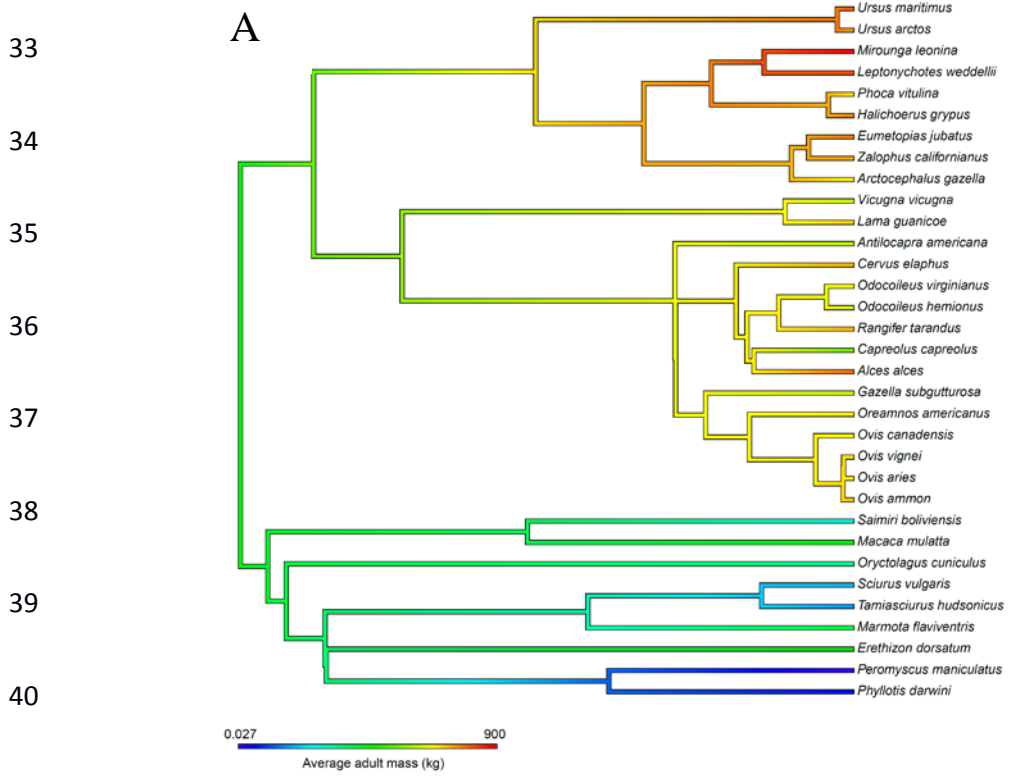 A
Ursus maritimus
Ursus arctos
33
Mirounga leonina
Leptonychotes weddellii
Phoca vitulina
Halichoerus grypus
34
Eumetopias jubatus
Zalophus californianus
Arctocephalus gazella
Vicugna vicugna
Lama guanicoe
35
Antilocapra americana
Cervus elaphus
Odocoileus virginianus
Odocoileus hemionus
36
Rangifer tarandus
Capreolus capreolus
Alces alces
Gazella subgutturosa
37
Oreamnos americanus
Ovis canadensis
Ovis vignei
Ovis aries
Ovis ammon
38
Saimiri boliviensis
Macaca mulatta
Oryctolagus cuniculus
Sciurus vulgaris
39
Tamiasciurus hudsonicus
Marmota flaviventris
Erethizon dorsatum
Peromyscus maniculatus
40
Phyllotis darwini
0.027 900
Average adult mass (kg)